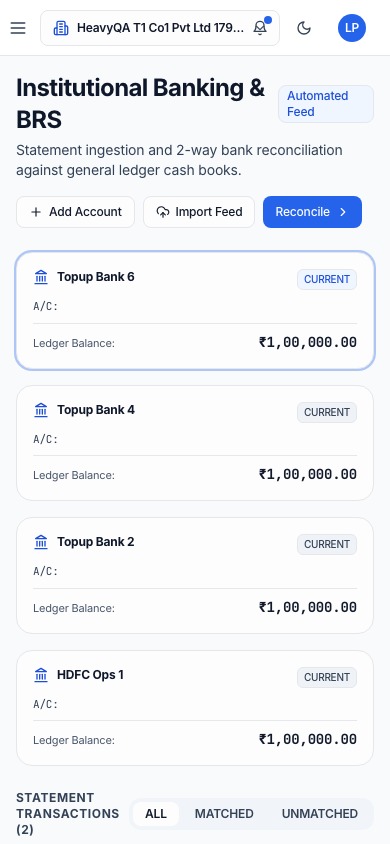 HeavyQA T1 Co1 Pvt Ltd 179...
LP
Institutional Banking &
BRS
Automated
Feed
Statement ingestion and 2-way bank reconciliation
against general ledger cash books.
Add Account
Import Feed
Reconcile
Topup Bank 6
CURRENT
A/C:
Ledger Balance:
₹1,00,000.00
Topup Bank 4
CURRENT
A/C:
Ledger Balance:
₹1,00,000.00
Topup Bank 2
CURRENT
A/C:
Ledger Balance:
₹1,00,000.00
HDFC Ops 1
CURRENT
A/C:
Ledger Balance:
₹1,00,000.00
STATEMENT
TRANSACTIONS
(2)
ALL
MATCHED
UNMATCHED